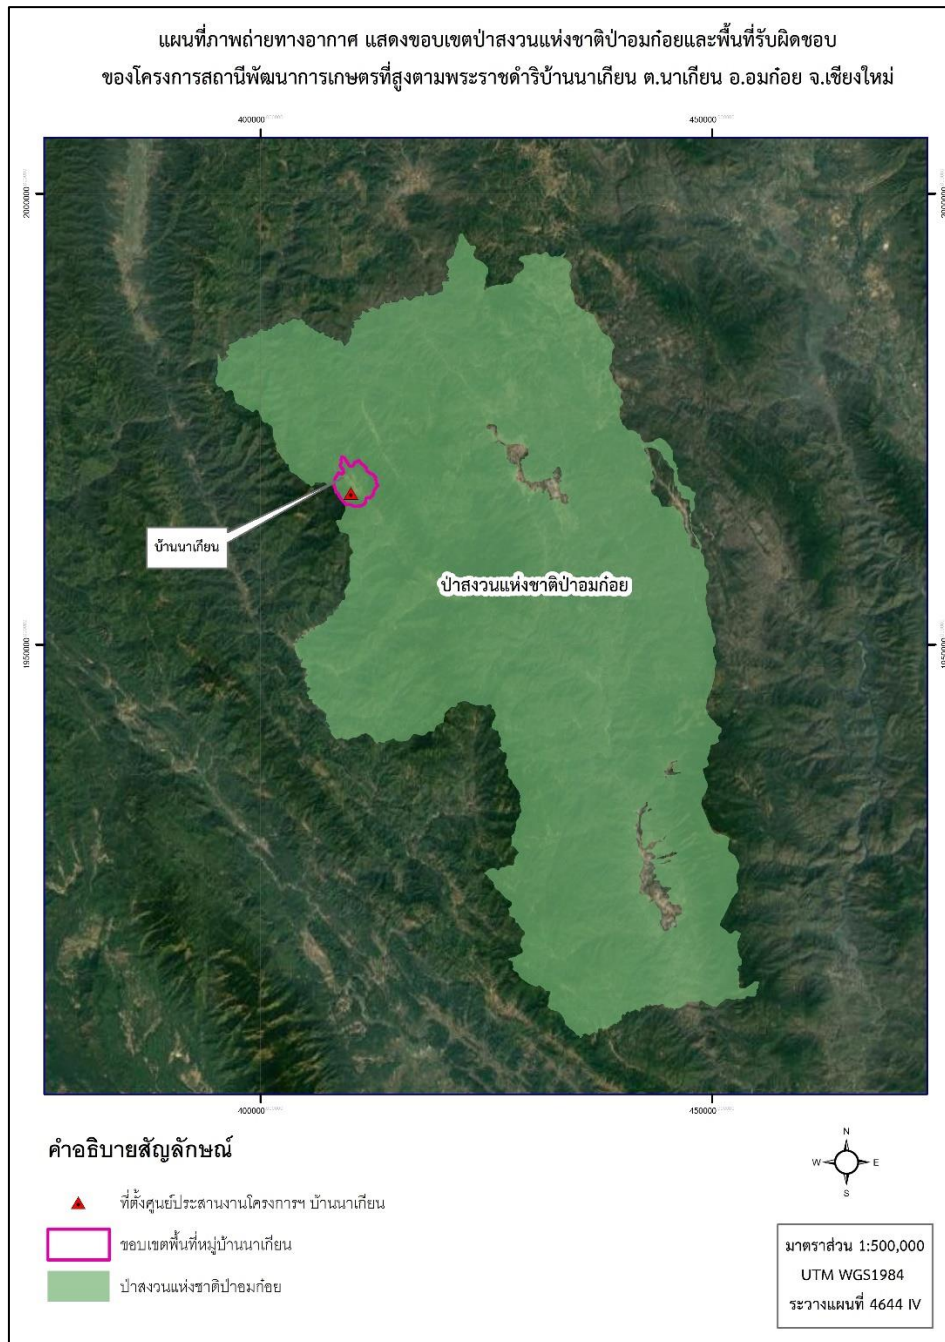 แผนที่ภาพถ่ายทางอากาศ แสดงขอบเขตป่าสงวนแห่งชาติป่าอมก๋อยและพื้นที่รับผิดชอบ
ของโครงการสถานีพัฒนาการเกษตรที่สูงตามพระราชดำริบ้านนาเกียน ต.นาเกียน อ.อมก๋อย จ.เชียงใหม่
400000 450000
2000000 2000000
บ้านนาเกียน
ป่าสงวนแห่งชาติป่าอมก๋อย
1950000 1950000
400000 450000
คำอธิบายสัญลักษณ์
ที่ตั้งศูนย์ประสานงานโครงการฯ บ้านนาเกียน
ขอบเขตพื้นที่หมู่บ้านนาเกียน
ป่าสงวนแห่งชาติป่าอมก๋อย
N
W E
S
มาตราส่วน 1:500,000
UTM WGS1984
ระวางแผนที่ 4644 IV